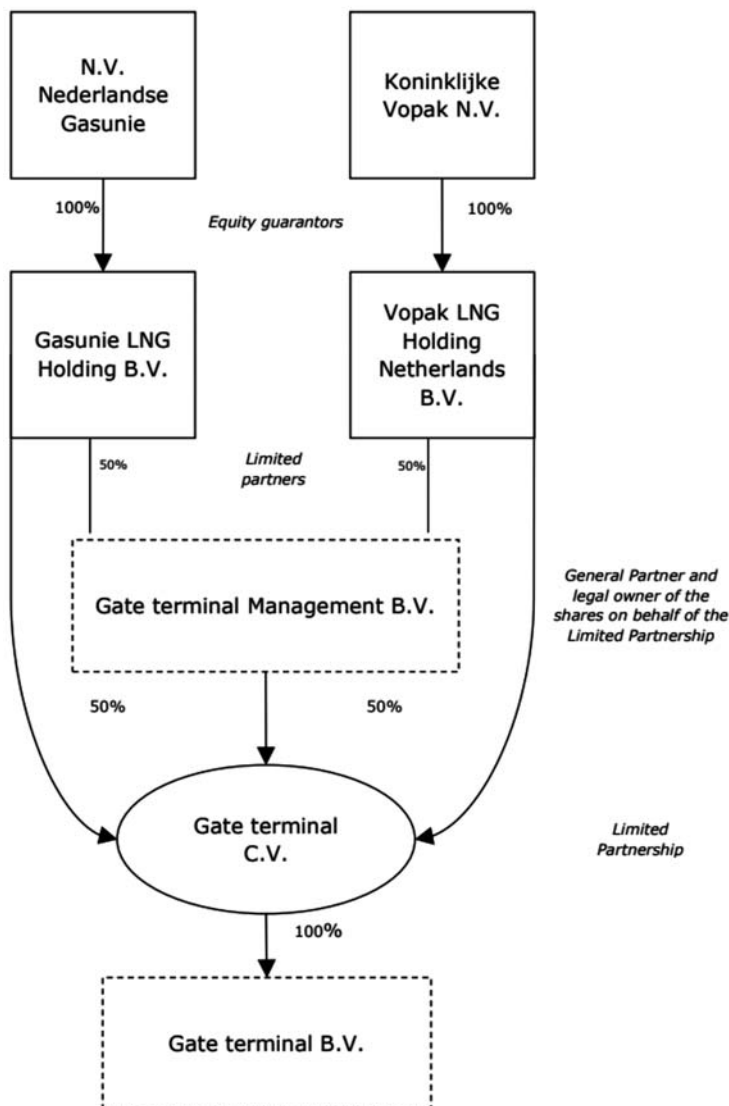 N.V.
Nederlandse
Gasunie
Koninklijke
Vopak N.V.
100%
Equity guarantors
100%
Gasunie LNG
Holding B.V.
Vopak LNG
Holding
Netherlands
B.V.
50%
Limited
partners
50%
Gate terminal Management B.V.
General Partner and
legal owner of the
shares on behalf of the
Limited Partnership
50%
50%
Gate terminal
C.V.
Limited
Partnership
100%
Gate terminal B.V.